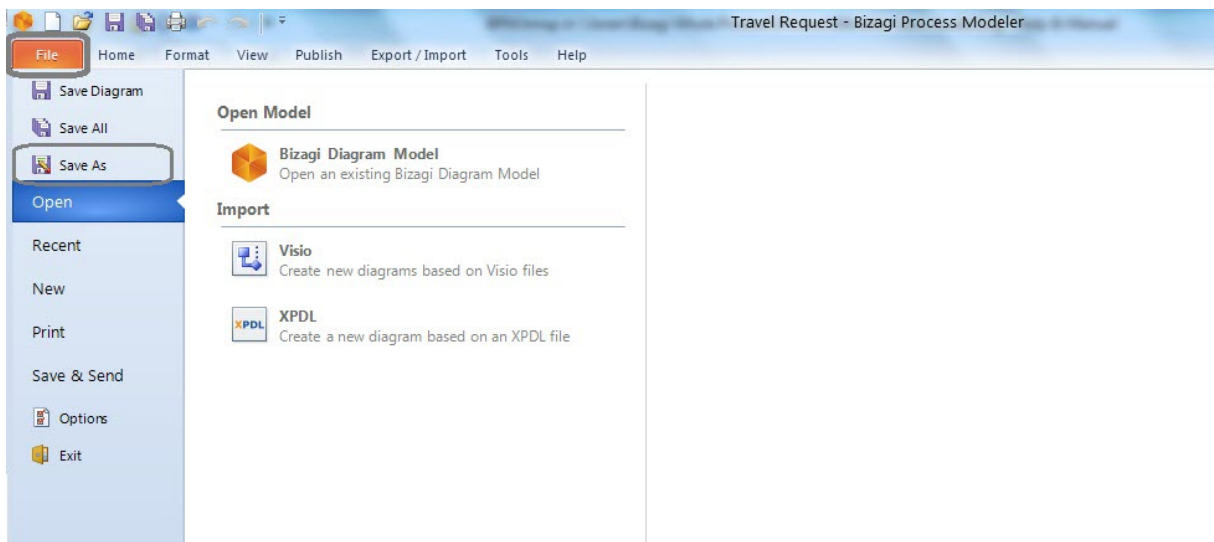 Travel Request - Bizagi Process Modeler
File Home Format View Publish Export / Import Tools Help
Save Diagram
Save All
Save As
Open
Recent
New
Print
Save & Send
Options
Exit
Open Model
Bizagi Diagram Model
Open an existing Bizagi Diagram Model
Import
Visio
Create new diagrams based on Visio files
XPDL
XPDL
Create a new diagram based on an XPDL file